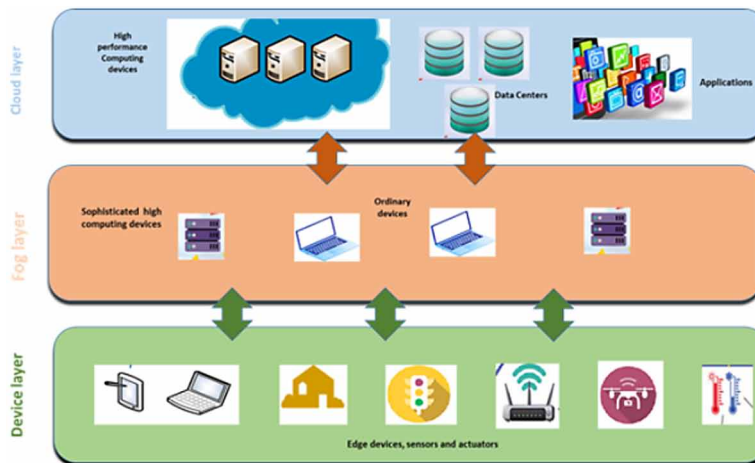 Cloud layer
High
performance
Computing
devices
Data Centers
Applications
Fog layer
Sophisticated high
computing devices
Ordinary
devices
Device layer
Edge devices, sensors and actuators